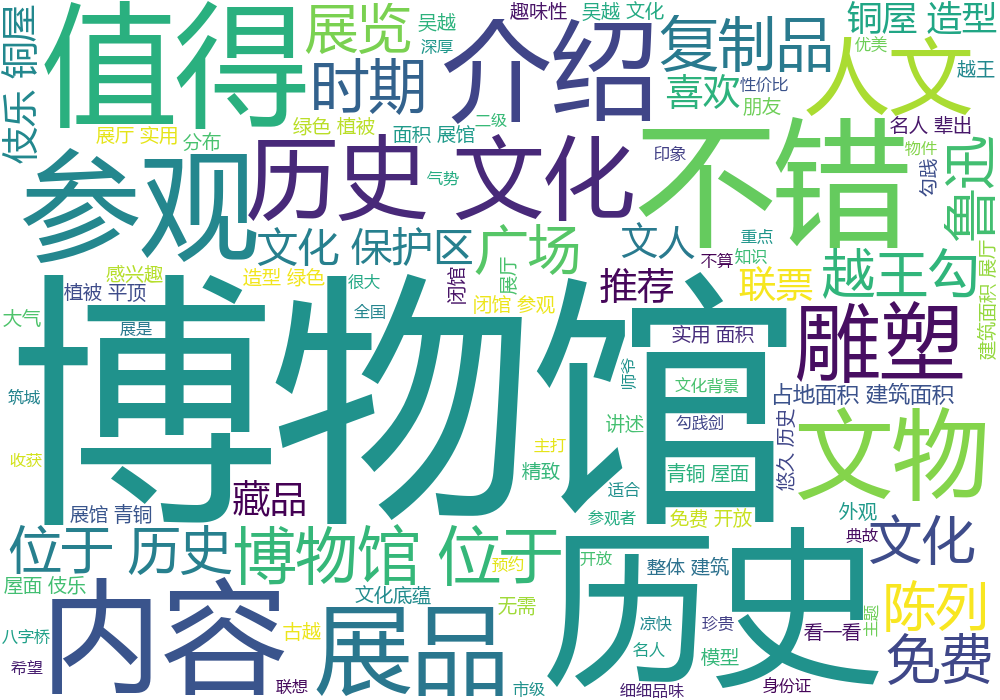 伎乐 铜屋
值得
展览
吴越
深厚
趣味性
吴越 文化
介绍
复制品
铜屋 造型
优美
越王
人文
时期
喜欢
性价比
朋友
名人 辈出
展厅 实用
分布
绿色 植被
面积 展馆
二级
参观
历史 文化
气势
不错
印象
物件
勾践
鲁迅
文化 保护区
广场
文人
重点
知识
不算
越王勾
感兴趣
造型 绿色
很大
闭馆
展厅
闭馆 参观
推荐
联票
建筑面积 展厅
植被 平顶
大气
展是
全国
博物馆
实用 面积
雕塑
师爷
文化背景
占地面积 建筑面积
筑城
讲述
勾践剑
悠久 历史
文物
收获
主打
精致
青铜 屋面
藏品
适合
展馆 青铜
参观者
免费 开放
外观
典故
文化
位于 历史
博物馆 位于
预约
开放
历史
整体 建筑
屋面 伎乐
内容
文化底蕴
无需
展品
陈列
主题
八字桥
古越
凉快
珍贵
看一看
免费
希望
名人
模型
联想
市级
细细品味
身份证